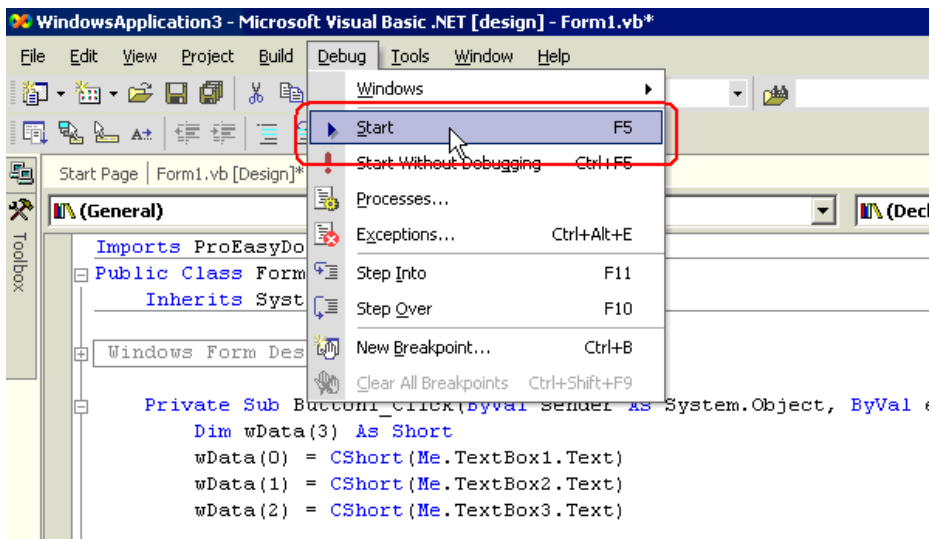 WindowsApplication3 - Microsoft Visual Basic .NET [design] - Form1.vb*
File Edit View Project Build Debug Tools Window Help
Windows
Start F5
Start Without Debugging Ctrl+F5
Start Page Form1.vb [Design]*
Processes...
(General) (Decl
Exceptions... Ctrl+Alt+E
Toolbox
Imports ProEasyDo
Public Class Form
Step Into F11
Inherits Syst
Step Over F10
Windows Form Des
New Breakpoint... Ctrl+B
Clear All Breakpoints Ctrl+Shift+F9
Private Sub Button1_Click(ByVal sender As System.Object, ByVal e
Dim wData(3) As Short
wData(0) = CShort(Me.TextBox1.Text)
wData(1) = CShort(Me.TextBox2.Text)
wData(2) = CShort(Me.TextBox3.Text)